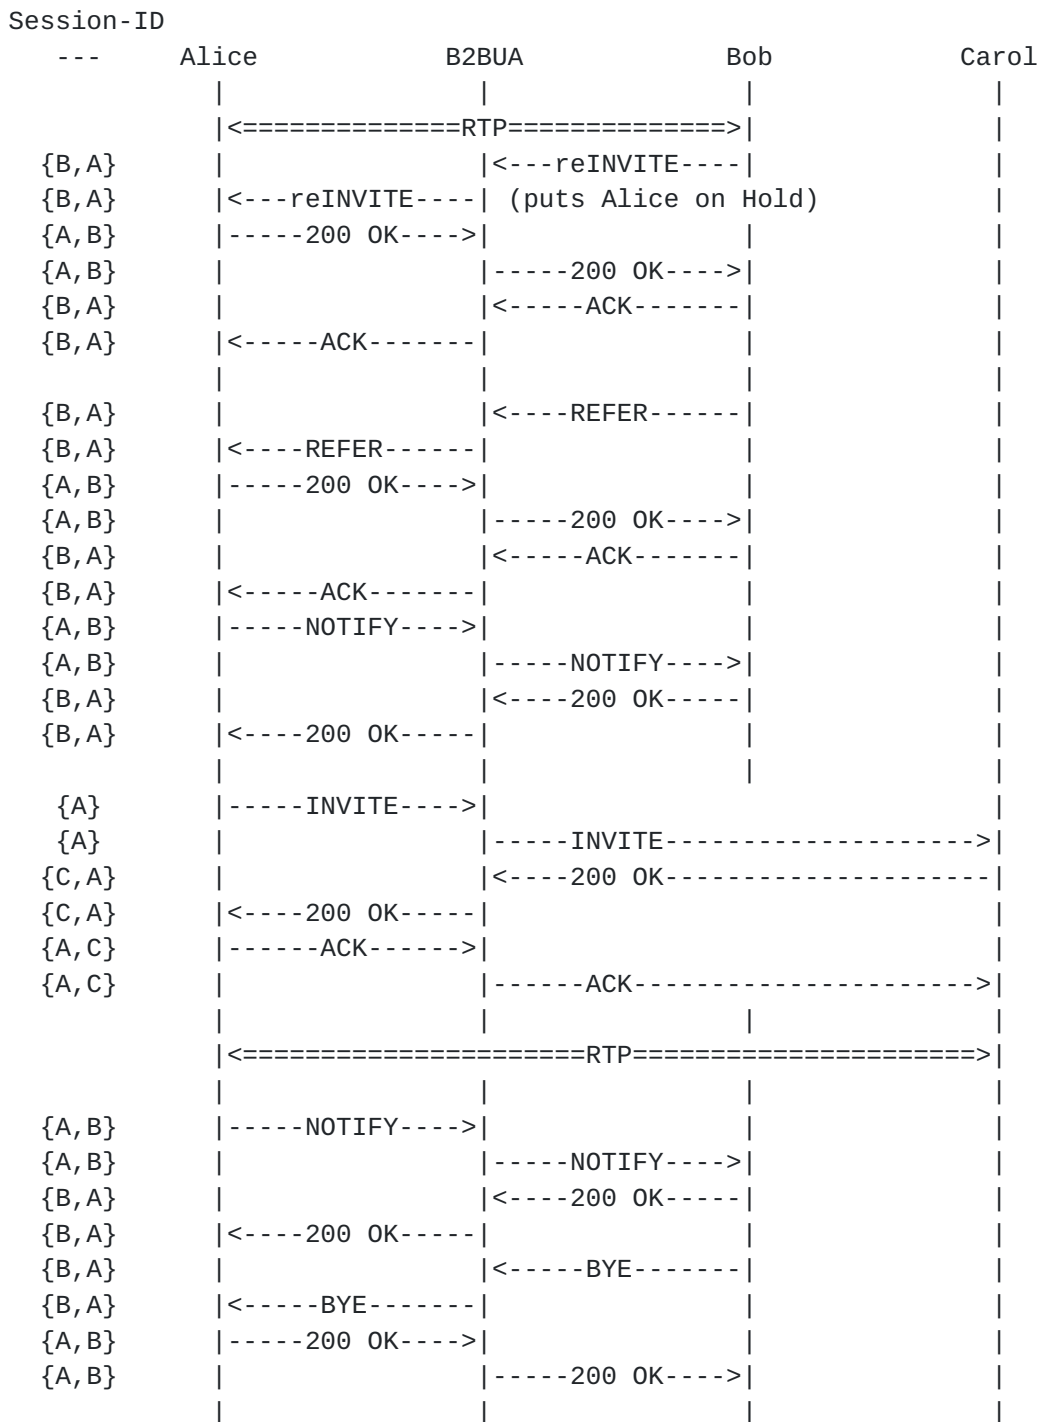 Session-ID
   ---     Alice            B2BUA             Bob            Carol
             |                |                |               |
             |<==============RTP==============>|               |
  {B,A}      |                |<---reINVITE----|               |
  {B,A}      |<---reINVITE----| (puts Alice on Hold)           |
  {A,B}      |-----200 OK---->|                |               |
  {A,B}      |                |-----200 OK---->|               |
  {B,A}      |                |<-----ACK-------|               |
  {B,A}      |<-----ACK-------|                |               |
             |                |                |               |
  {B,A}      |                |<----REFER------|               |
  {B,A}      |<----REFER------|                |               |
  {A,B}      |-----200 OK---->|                |               |
  {A,B}      |                |-----200 OK---->|               |
  {B,A}      |                |<-----ACK-------|               |
  {B,A}      |<-----ACK-------|                |               |
  {A,B}      |-----NOTIFY---->|                |               |
  {A,B}      |                |-----NOTIFY---->|               |
  {B,A}      |                |<----200 OK-----|               |
  {B,A}      |<----200 OK-----|                |               |
             |                |                |               |
   {A}       |-----INVITE---->|                                |
   {A}       |                |-----INVITE-------------------->|
  {C,A}      |                |<----200 OK---------------------|
  {C,A}      |<----200 OK-----|                                |
  {A,C}      |------ACK------>|                                |
  {A,C}      |                |------ACK---------------------->|
             |                |                |               |
             |<======================RTP======================>|
             |                |                |               |
  {A,B}      |-----NOTIFY---->|                |               |
  {A,B}      |                |-----NOTIFY---->|               |
  {B,A}      |                |<----200 OK-----|               |
  {B,A}      |<----200 OK-----|                |               |
  {B,A}      |                |<-----BYE-------|               |
  {B,A}      |<-----BYE-------|                |               |
  {A,B}      |-----200 OK---->|                |               |
  {A,B}      |                |-----200 OK---->|               |
             |                |                |               |